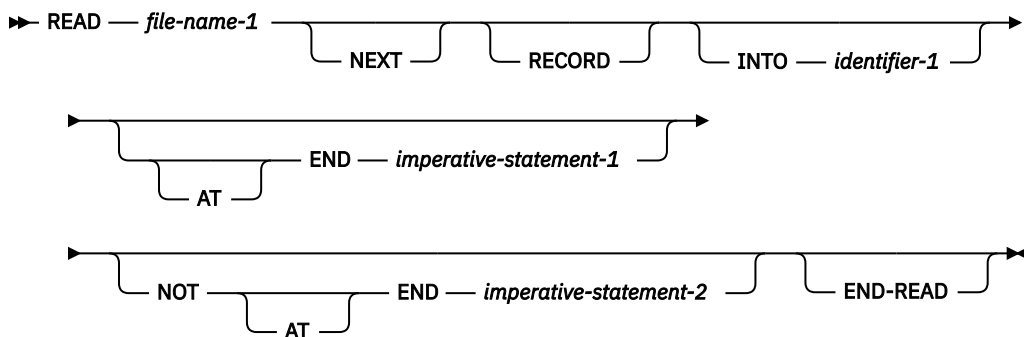 READ file-name-1
NEXT RECORD INTO identifier-1
END imperative-statement-1
AT
NOT END imperative-statement-2 END-READ
AT